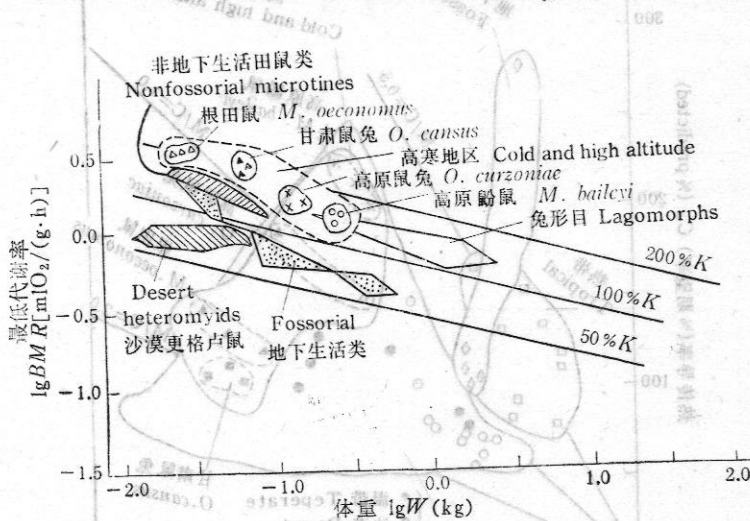 非地下生活田鼠类
Nonfossorial microtines
根田鼠 M. oeconomus
甘肃鼠兔 O. cansus
高寒地区 Cold and high altitude
高原鼠兔 O. curzoniae
高原鼢鼠 M. baileyi
兔形目 Lagomorphs
200%K
100%K
50%K
Desert
heteromyids
沙漠更格卢鼠
Fossorial
地下生活类
最低代谢率
lgBMR[mlO₂/(g·h)]
0.5
0.0
-0.5
-1.0
-1.5
-2.0
-1.0
0.0
1.0
2.0
体重 lgW(kg)